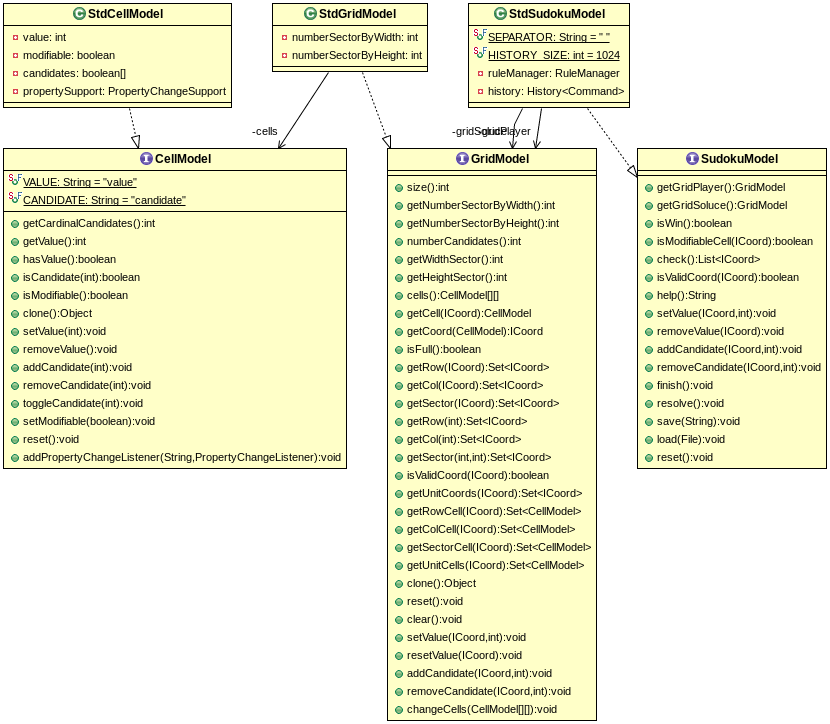 StdCellModel
value: int
modifiable: boolean
candidates: boolean[]
propertySupport: PropertyChangeSupport
StdGridModel
numberSectorByWidth: int
numberSectorByHeight: int
StdSudokuModel
SEPARATOR: String = " "
HISTORY_SIZE: int = 1024
ruleManager: RuleManager
history: History<Command>
-cells
-gridSoluce
-gridPlayer
CellModel
VALUE: String = "value"
CANDIDATE: String = "candidate"
getCardinalCandidates():int
getValue():int
hasValue():boolean
isCandidate(int):boolean
isModifiable():boolean
clone():Object
setValue(int):void
removeValue():void
addCandidate(int):void
removeCandidate(int):void
toggleCandidate(int):void
setModifiable(boolean):void
reset():void
addPropertyChangeListener(String,PropertyChangeListener):void
GridModel
size():int
getNumberSectorByWidth():int
getNumberSectorByHeight():int
numberCandidates():int
getWidthSector():int
getHeightSector():int
cells():CellModel[][]
getCell(ICoord):CellModel
getCoord(CellModel):ICoord
isFull():boolean
getRow(ICoord):Set<ICoord>
getCol(ICoord):Set<ICoord>
getSector(ICoord):Set<ICoord>
getRow(int):Set<ICoord>
getCol(int):Set<ICoord>
getSector(int,int):Set<ICoord>
isValidCoord(ICoord):boolean
getUnitCoords(ICoord):Set<ICoord>
getRowCell(ICoord):Set<CellModel>
getColCell(ICoord):Set<CellModel>
getSectorCell(ICoord):Set<CellModel>
getUnitCells(ICoord):Set<CellModel>
clone():Object
reset():void
clear():void
setValue(ICoord,int):void
resetValue(ICoord):void
addCandidate(ICoord,int):void
removeCandidate(ICoord,int):void
changeCells(CellModel[][]):void
SudokuModel
getGridPlayer():GridModel
getGridSoluce():GridModel
isWin():boolean
isModifiableCell(ICoord):boolean
check():List<ICoord>
isValidCoord(ICoord):boolean
help():String
setValue(ICoord,int):void
removeValue(ICoord):void
addCandidate(ICoord,int):void
removeCandidate(ICoord,int):void
finish():void
resolve():void
save(String):void
load(File):void
reset():void